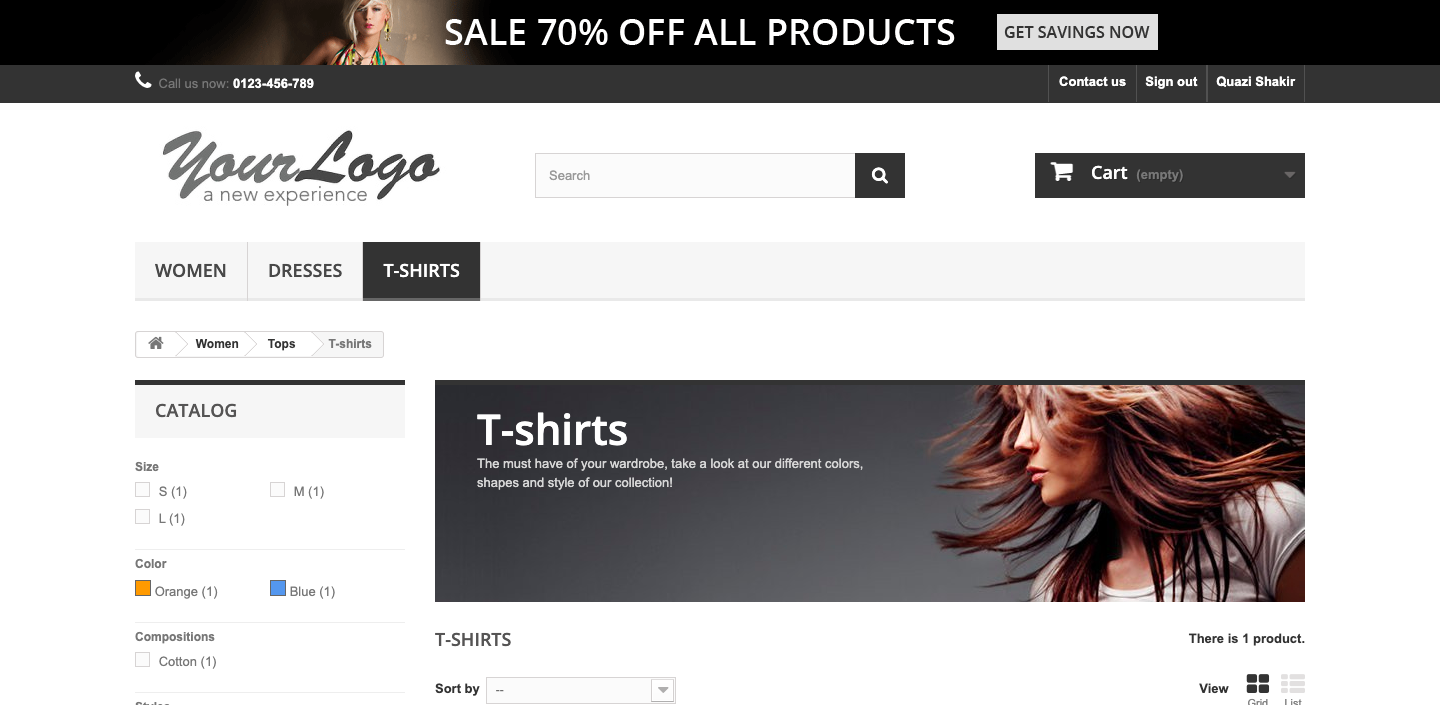 SALE 70% OFF ALL PRODUCTS
GET SAVINGS NOW
Call us now: 0123-456-789
Contact us
Sign out
Quazi Shakir
YourLogo
a new experience
Search
Cart (empty)
WOMEN
DRESSES
T-SHIRTS
Women
Tops
T-shirts
CATALOG
Size
S (1)
M (1)
L (1)
Color
Orange (1)
Blue (1)
Compositions
Cotton (1)
Styles
T-shirts
The must have of your wardrobe, take a look at our different colors,
shapes and style of our collection!
T-SHIRTS
There is 1 product.
Sort by
--
View
Grid
List